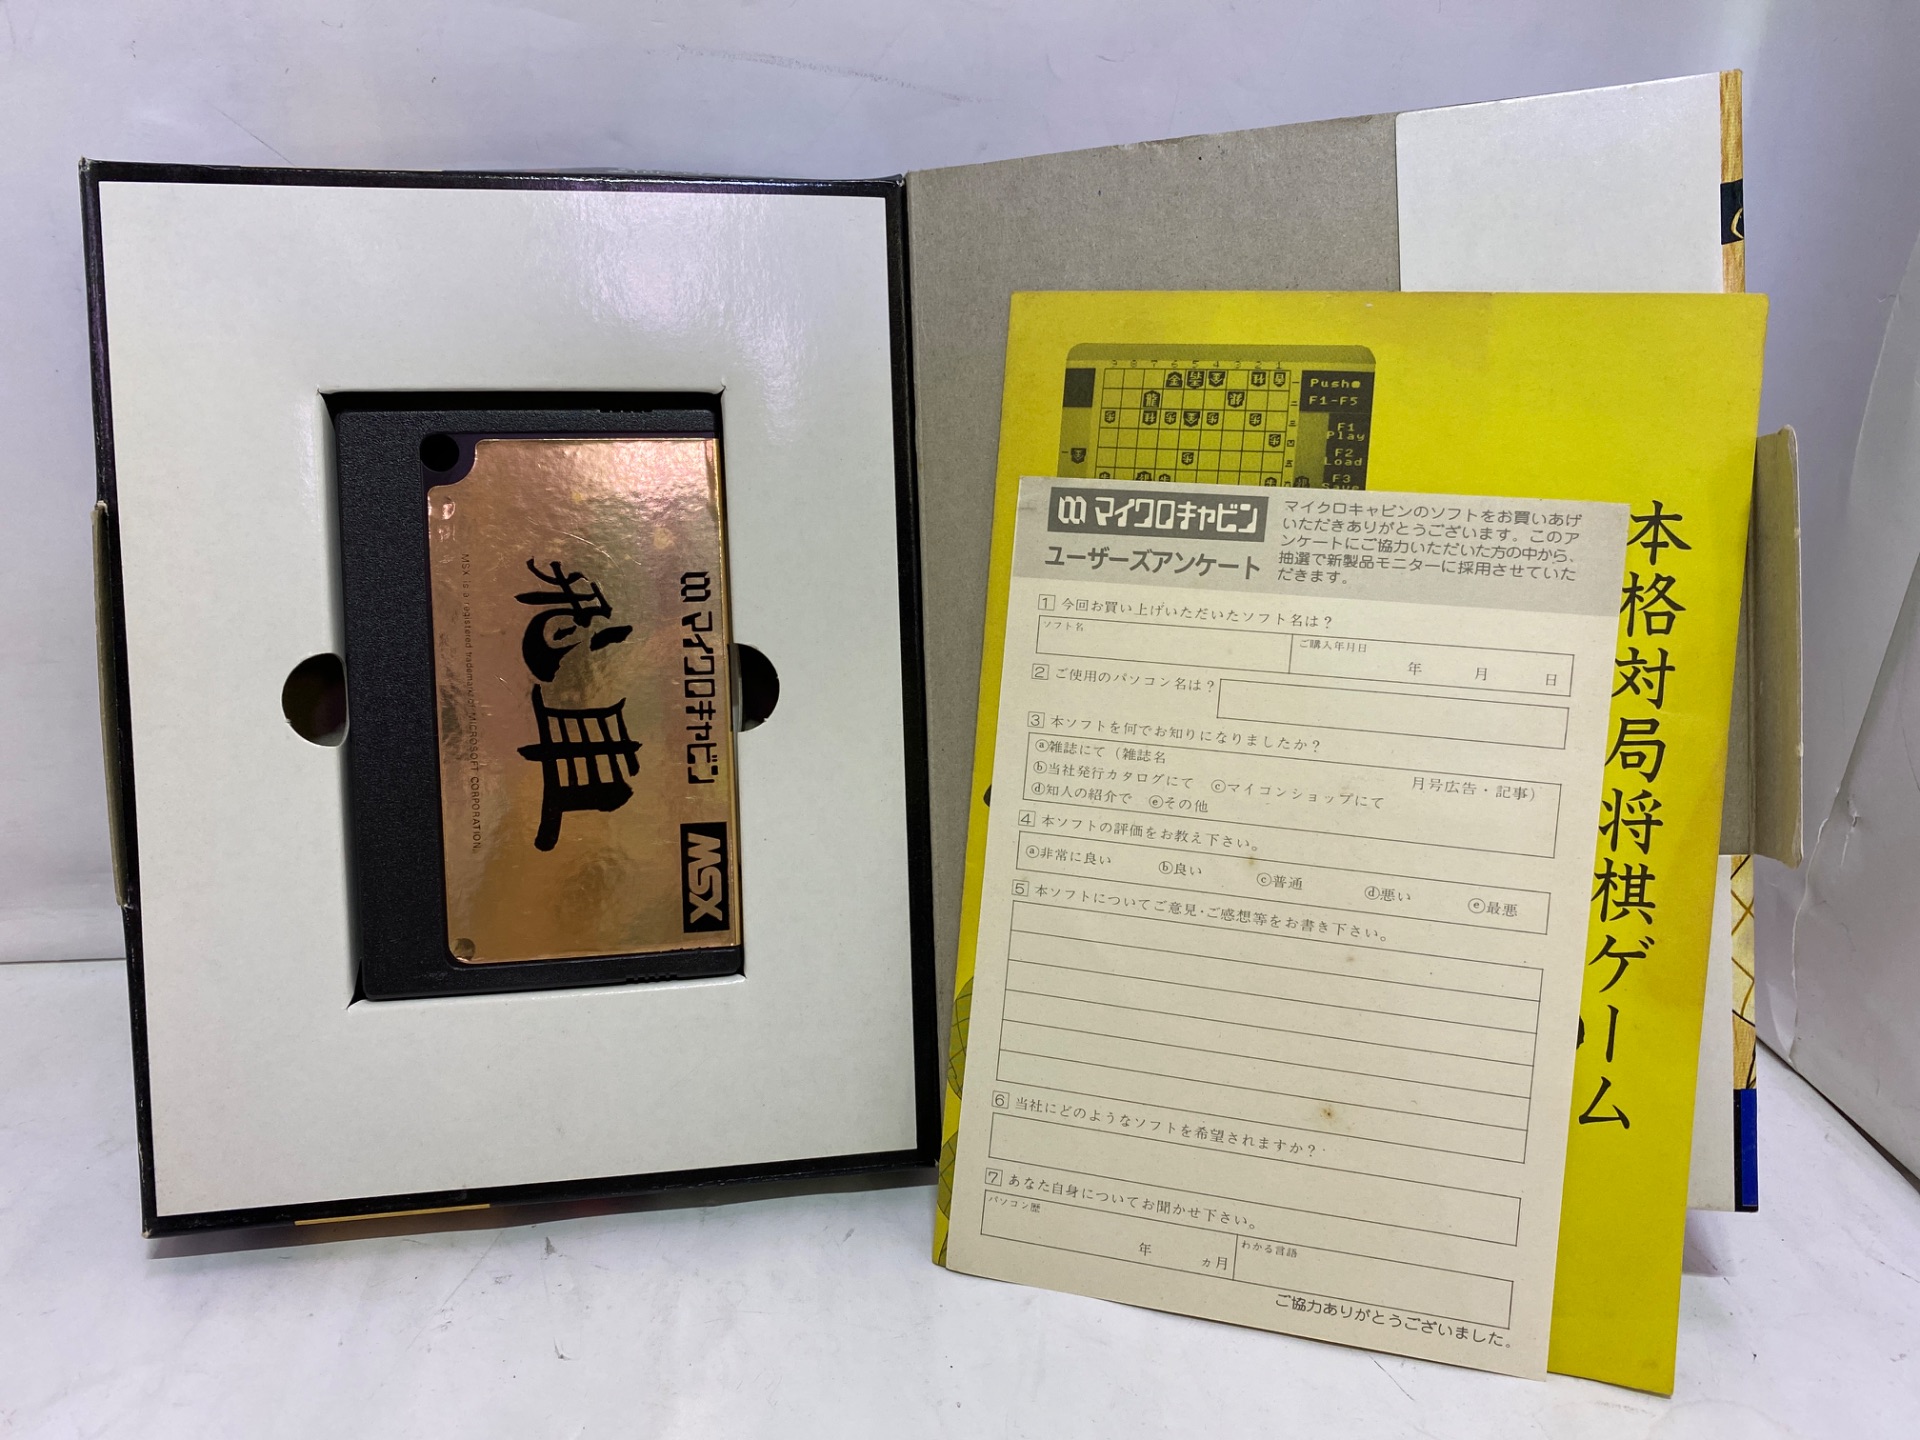 マイクロキャビン
飛車
MSX
MSX is a registered trademark of MICROSOFT CORPORATION.
9 8 7 6 5 4 3 2 1
Push●
F1-F5
F1
Play
F2
Load
F3
Save
本格対局将棋ゲーム
マイクロキャビン
ユーザーズアンケート
マイクロキャビンのソフトをお買いあげ
いただきありがとうございます。このア
ンケートにご協力いただいた方の中から、
抽選で新製品モニターに採用させていた
だきます。
1 今回お買い上げいただいたソフト名は？
ソフト名
ご購入年月日
年 月 日
2 ご使用のパソコン名は？
3 本ソフトを何でお知りになりましたか？
ⓐ雑誌にて（雑誌名 月号広告・記事）
ⓑ当社発行カタログにて ⓒマイコンショップにて
ⓓ知人の紹介で ⓔその他
4 本ソフトの評価をお教え下さい。
ⓐ非常に良い ⓑ良い ⓒ普通 ⓓ悪い ⓔ最悪
5 本ソフトについてご意見・ご感想等をお書き下さい。
6 当社にどのようなソフトを希望されますか？
7 あなた自身についてお聞かせ下さい。
パソコン歴
年 ヵ月
わかる言語
ご協力ありがとうございました。